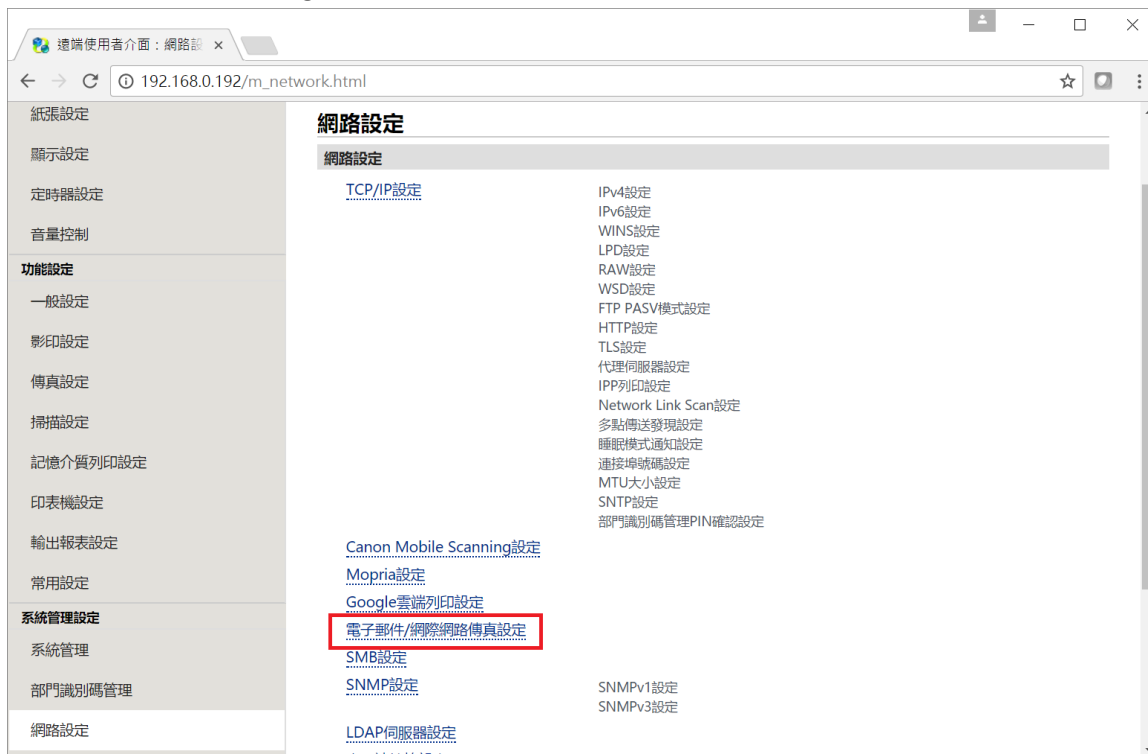 遠端使用者介面：網路設
192.168.0.192/m_network.html
紙張設定
顯示設定
定時器設定
音量控制
功能設定
一般設定
影印設定
傳真設定
掃描設定
記憶介質列印設定
印表機設定
輸出報表設定
常用設定
系統管理設定
系統管理
部門識別碼管理
網路設定
網路設定
網路設定
TCP/IP設定
IPv4設定
IPv6設定
WINS設定
LPD設定
RAW設定
WSD設定
FTP PASV模式設定
HTTP設定
TLS設定
代理伺服器設定
IPP列印設定
Network Link Scan設定
多點傳送發現設定
睡眠模式通知設定
連接埠號碼設定
MTU大小設定
SNTP設定
部門識別碼管理PIN確認設定
Canon Mobile Scanning設定
Mopria設定
Google雲端列印設定
電子郵件/網際網路傳真設定
SMB設定
SNMP設定
SNMPv1設定
SNMPv3設定
LDAP伺服器設定